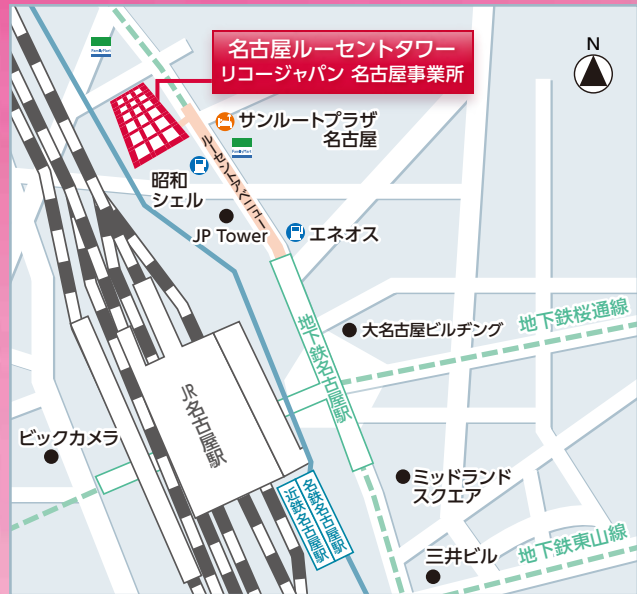 FamilyMart
名古屋ルーセントタワー
リコージャパン 名古屋事業所
N
サンルートプラザ
名古屋
FamilyMart
ルーセントアベニュー
昭和
シェル
JP Tower
エネオス
地下鉄名古屋駅
大名古屋ビルヂング
地下鉄桜通線
JR名古屋駅
ビックカメラ
ミッドランド
スクエア
名鉄名古屋駅
近鉄名古屋駅
三井ビル
地下鉄東山線